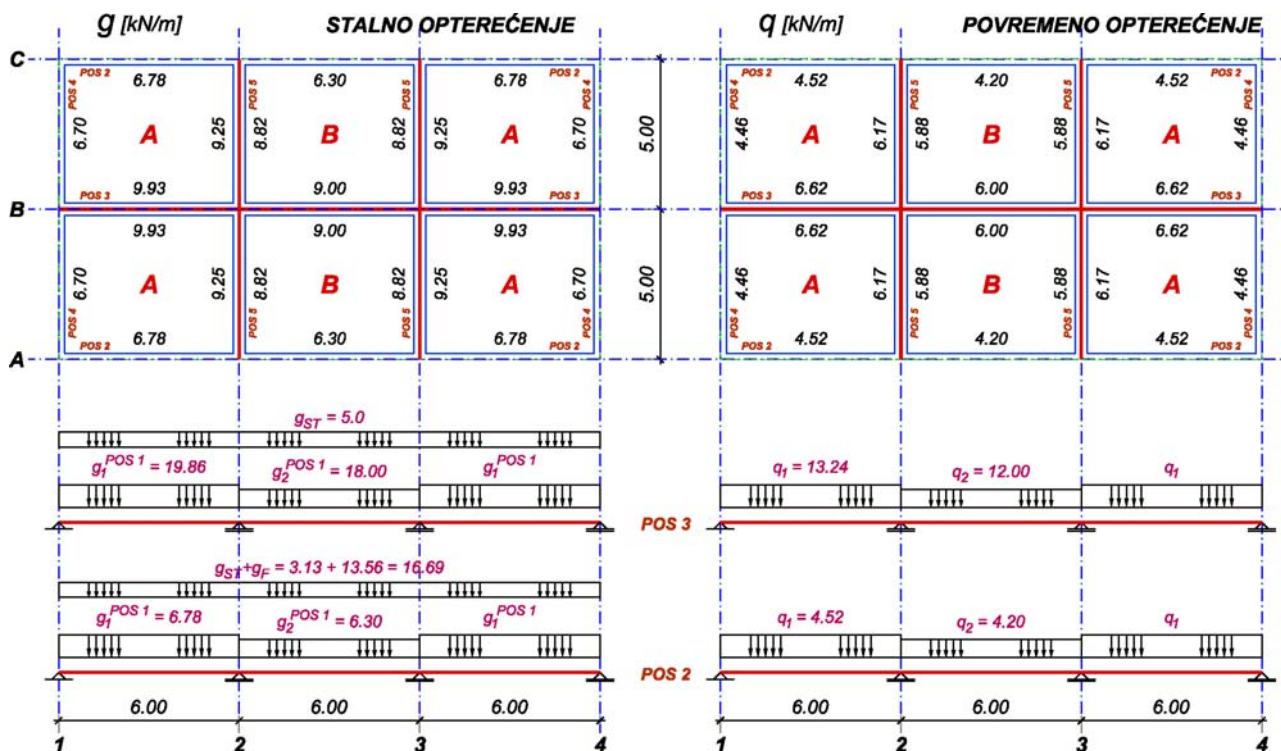 g [kN/m] STALNO OPTEREĆENJE q [kN/m] POVREMENO OPTEREĆENJE
C
POS 2 6.78 6.30 6.78 POS 2 POS 2 4.52 4.20 4.52 POS 2
POS 4 POS 5 POS 5 POS 4 POS 4 POS 5 POS 5 POS 4
6.70 A 9.25 8.82 B 8.82 9.25 A 6.70 5.00 4.46 A 6.17 5.88 B 5.88 6.17 A 4.46
POS 3 9.93 9.00 9.93 POS 3 POS 3 6.62 6.00 6.62 POS 3
B
9.93 9.00 9.93 6.62 6.00 6.62
6.70 A 9.25 8.82 B 8.82 9.25 A 6.70 5.00 4.46 A 6.17 5.88 B 5.88 6.17 A 4.46
POS 4 POS 5 POS 5 POS 4 POS 4 POS 5 POS 5 POS 4
POS 2 6.78 6.30 6.78 POS 2 POS 2 4.52 4.20 4.52 POS 2
A
gST = 5.0
g1POS 1 = 19.86 g2POS 1 = 18.00 g1POS 1 q1 = 13.24 q2 = 12.00 q1
POS 3
gST+gF = 3.13 + 13.56 = 16.69
g1POS 1 = 6.78 g2POS 1 = 6.30 g1POS 1 q1 = 4.52 q2 = 4.20 q1
POS 2
6.00 6.00 6.00 6.00 6.00 6.00
1 2 3 4 1 2 3 4